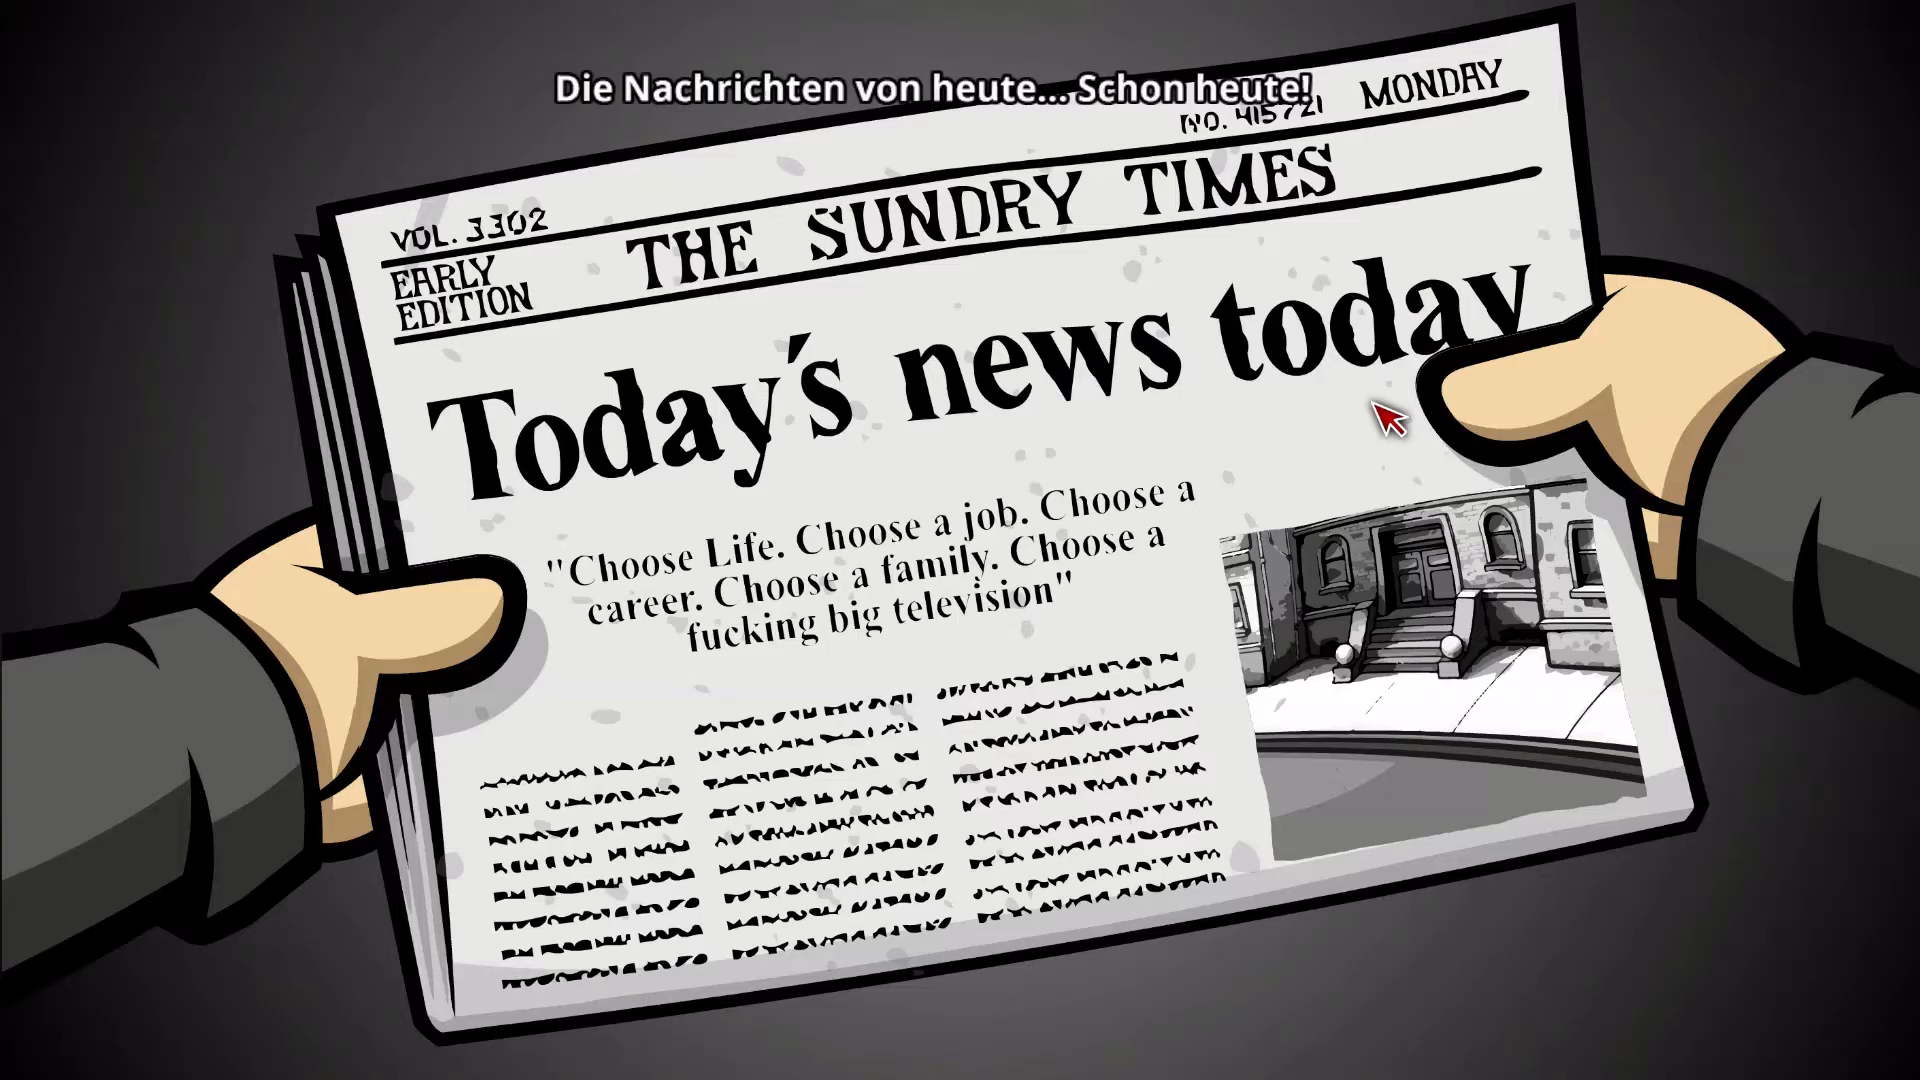 Die Nachrichten von heute... Schon heute!
NO. 415721 MONDAY
VOL. 3302
EARLY
EDITION
THE SUNDRY TIMES
Today's news today
"Choose Life. Choose a job. Choose a
career. Choose a family. Choose a
fucking big television"